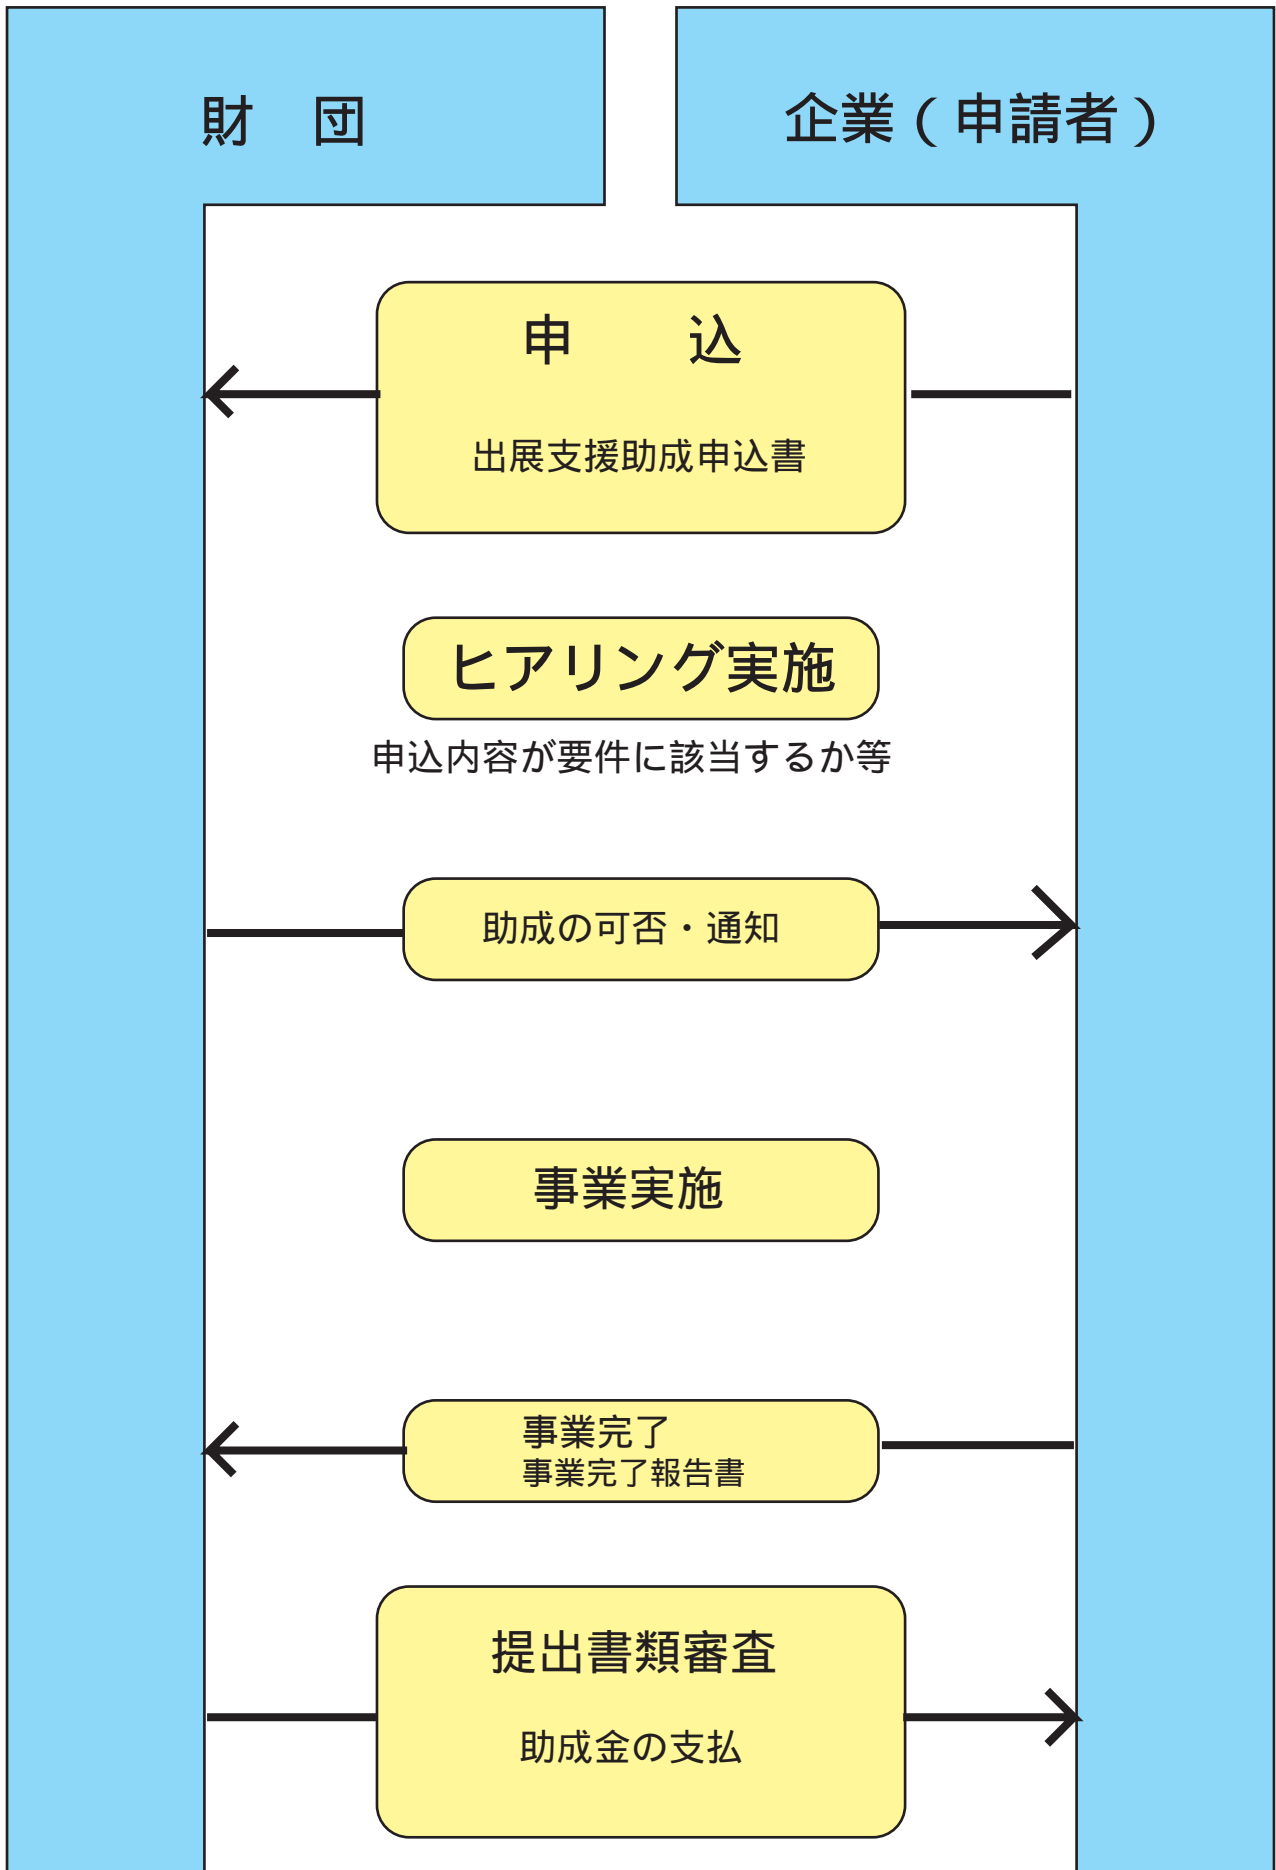 財　団
企業（申請者）
申　　込
出展支援助成申込書
ヒアリング実施
申込内容が要件に該当するか等
助成の可否・通知
事業実施
事業完了
事業完了報告書
提出書類審査
助成金の支払